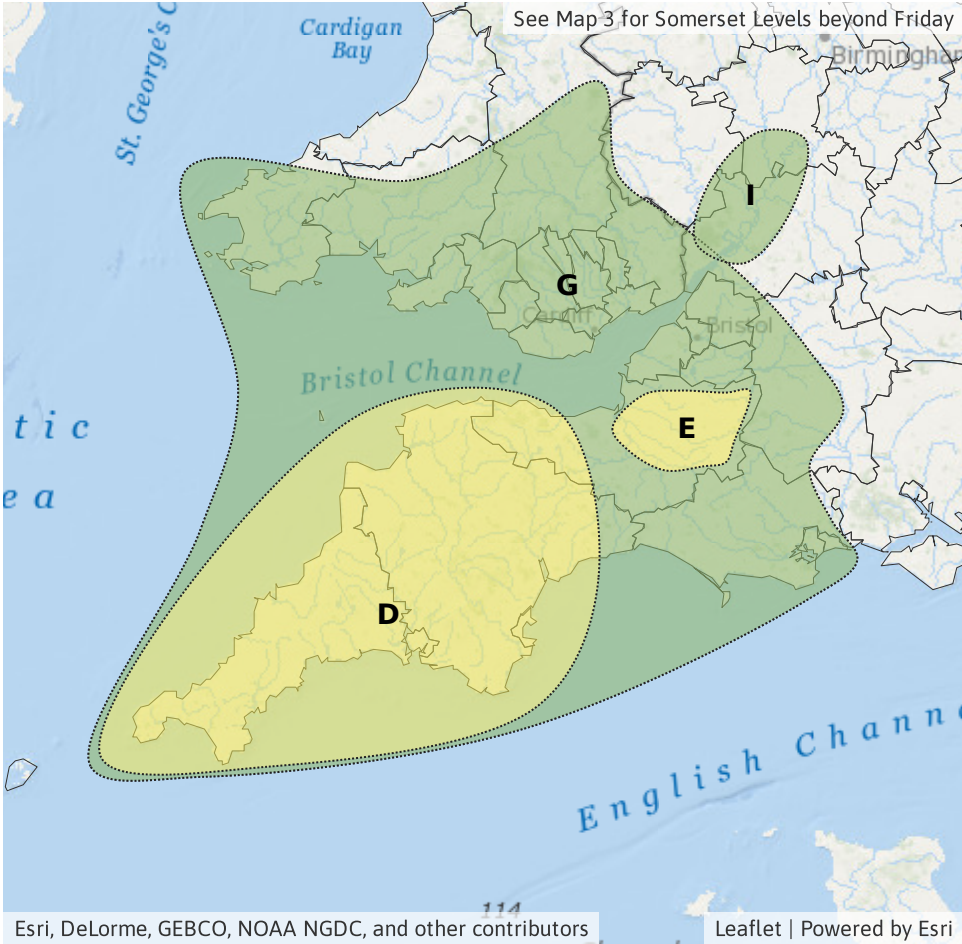 See Map 3 for Somerset Levels beyond Friday
Cardigan
Bay
St. George's C
Birmingham
I
G
Cardiff
Bristol
Bristol Channel
tic
ea
E
D
English Channe
114
Esri, DeLorme, GEBCO, NOAA NGDC, and other contributors
Leaflet | Powered by Esri